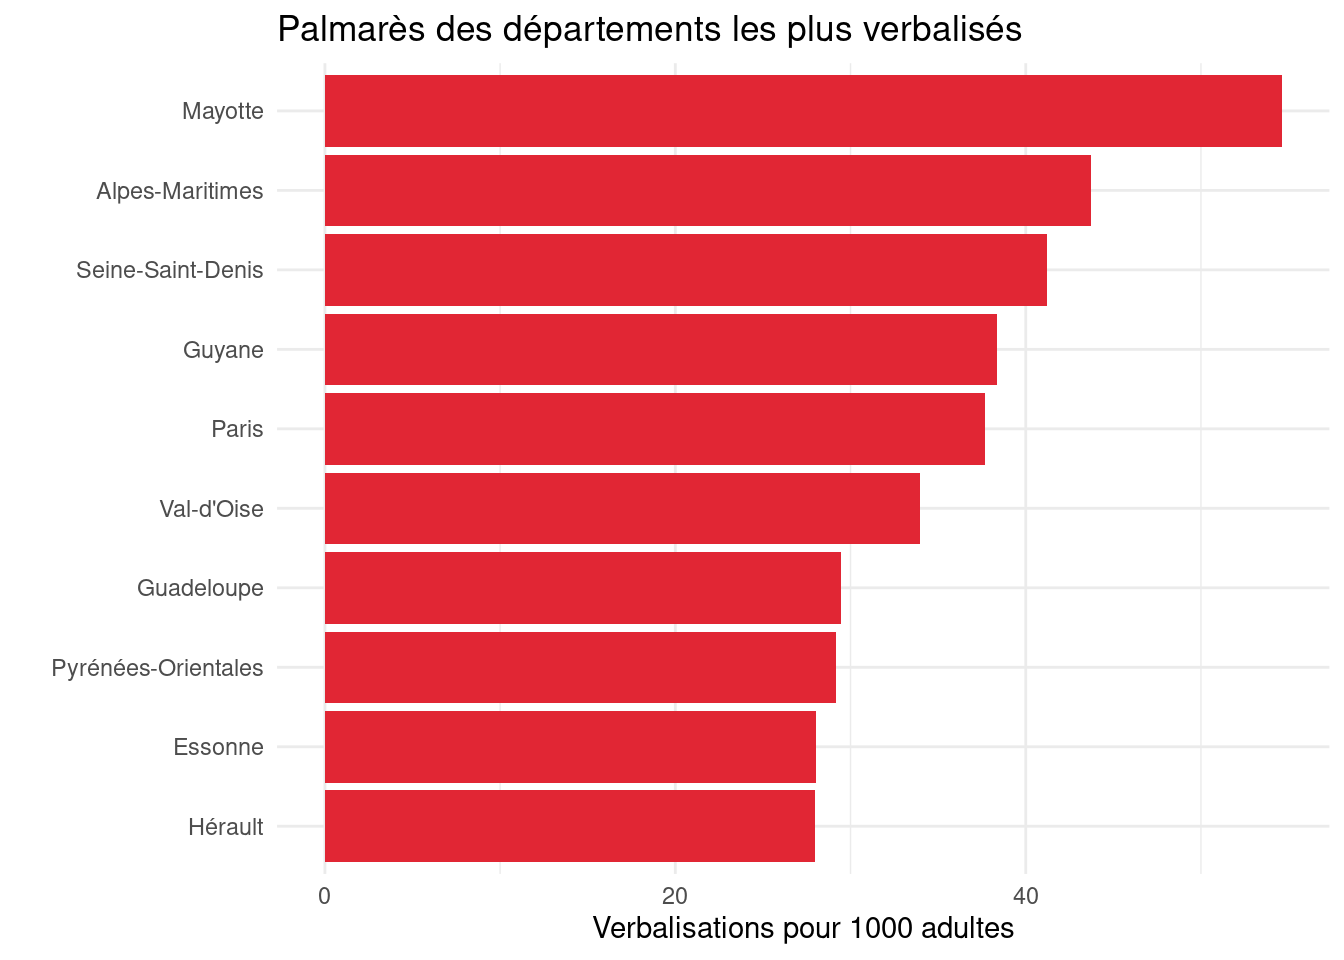 Palmarès des départements les plus verbalisés
Mayotte
Alpes-Maritimes
Seine-Saint-Denis
Guyane
Paris
Val-d'Oise
Guadeloupe
Pyrénées-Orientales
Essonne
Hérault
0 20 40
Verbalisations pour 1000 adultes